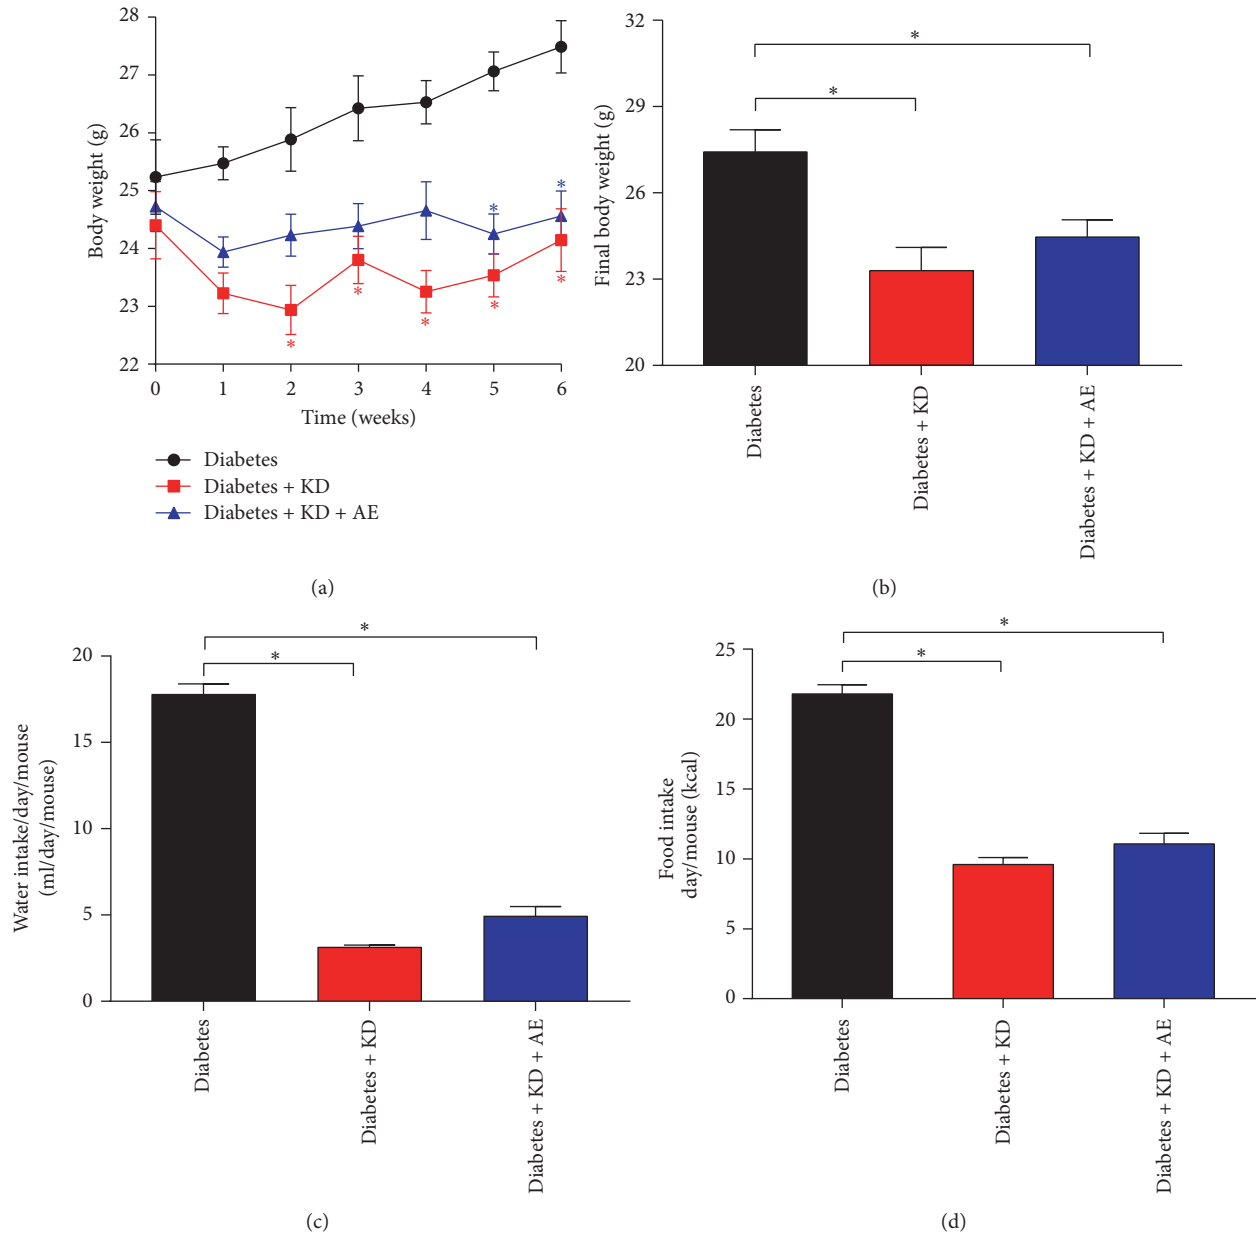 28
27
26
25
24
23
22
Body weight (g)
0 1 2 3 4 5 6
Time (weeks)
* * * * *
* *
Diabetes
Diabetes + KD
Diabetes + KD + AE
(a)
32
29
26
23
20
Final body weight (g)
*
*
Diabetes
Diabetes + KD
Diabetes + KD + AE
(b)
20
15
10
5
0
Water intake/day/mouse
(ml/day/mouse)
*
*
Diabetes
Diabetes + KD
Diabetes + KD + AE
(c)
25
20
15
10
5
0
Food intake
day/mouse (kcal)
*
*
Diabetes
Diabetes + KD
Diabetes + KD + AE
(d)